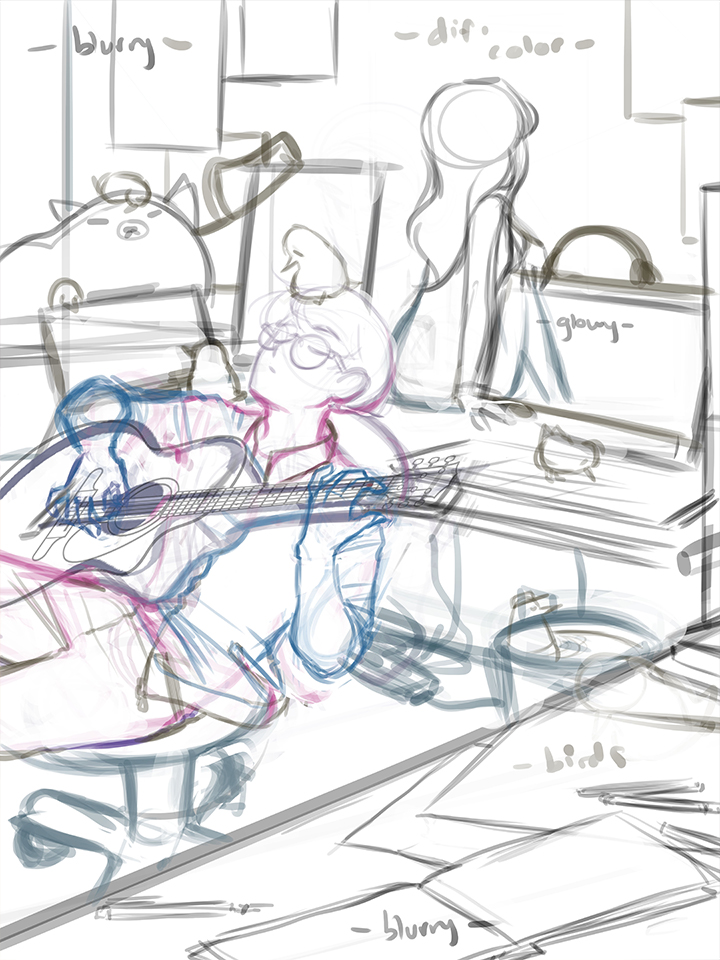 - blurry -
- dif.
color -
- glowy -
- birds
- blurry -